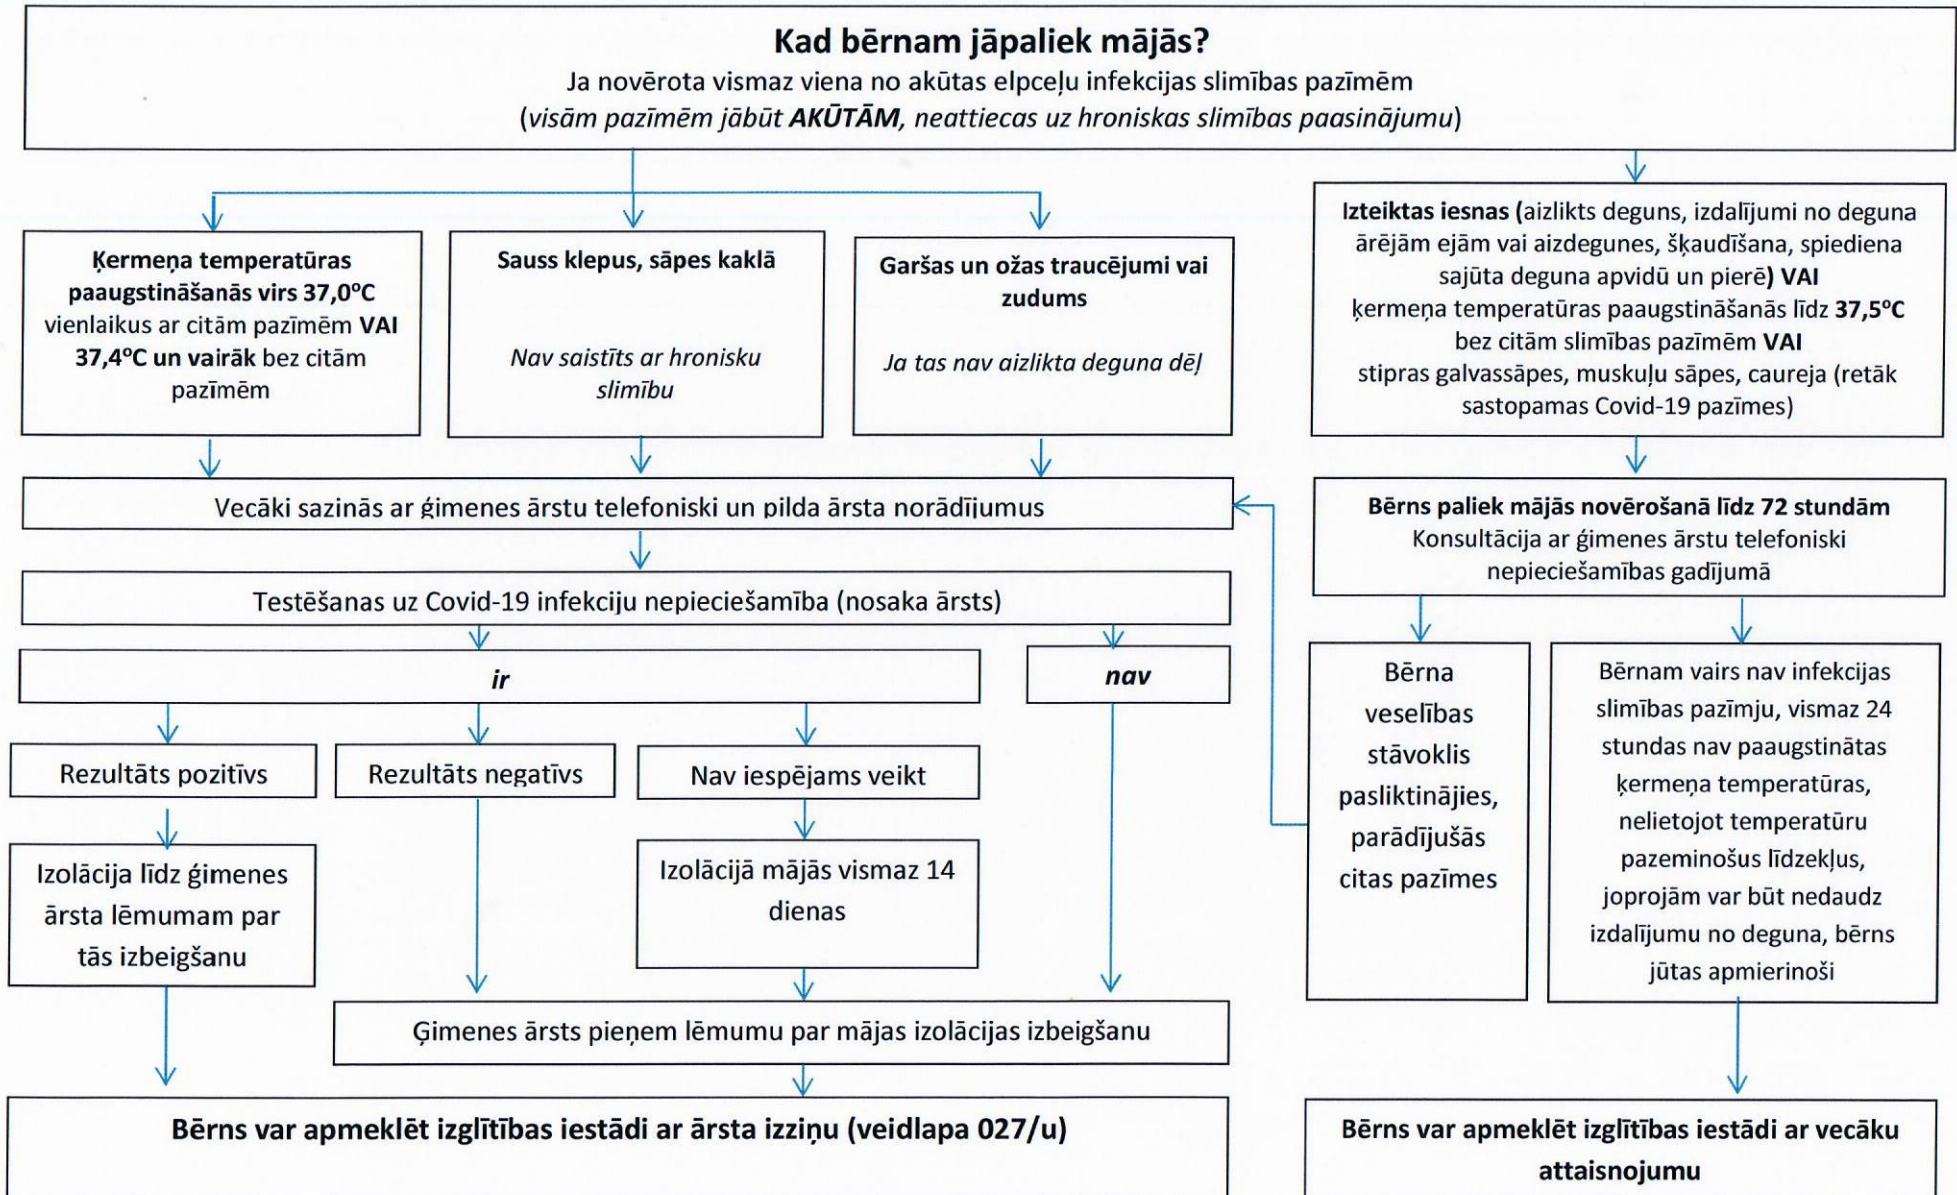 Kad bērnam jāpaliek mājās?
Ja novērota vismaz viena no akūtas elpceļu infekcijas slimības pazīmēm
(visām pazīmēm jābūt AKŪTĀM, neattiecas uz hroniskas slimības paasinājumu)
Ķermeņa temperatūras
paaugstināšanās virs 37,0°C
vienlaikus ar citām pazīmēm VAI
37,4°C un vairāk bez citām
pazīmēm
Sauss klepus, sāpes kaklā
Nav saistīts ar hronisku
slimību
Garšas un ožas traucējumi vai
zudums
Ja tas nav aizlikta deguna dēļ
Izteiktas iesnas (aizlikts deguns, izdalījumi no deguna
ārējām ejām vai aizdegunes, šķaudīšana, spiediena
sajūta deguna apvidū un pierē) VAI
ķermeņa temperatūras paaugstināšanās līdz 37,5°C
bez citām slimības pazīmēm VAI
stipras galvassāpes, muskuļu sāpes, caureja (retāk
sastopamas Covid-19 pazīmes)
Vecāki sazinās ar ģimenes ārstu telefoniski un pilda ārsta norādījumus
Bērns paliek mājās novērošanā līdz 72 stundām
Konsultācija ar ģimenes ārstu telefoniski
nepieciešamības gadījumā
Testēšanas uz Covid-19 infekciju nepieciešamība (nosaka ārsts)
ir
nav
Rezultāts pozitīvs
Rezultāts negatīvs
Nav iespējams veikt
Izolācija līdz ģimenes
ārsta lēmumam par
tās izbeigšanu
Izolācijā mājās vismaz 14
dienas
Bērna
veselības
stāvoklis
pasliktinājies,
parādījušās
citas pazīmes
Bērnam vairs nav infekcijas
slimības pazīmju, vismaz 24
stundas nav paaugstinātas
ķermeņa temperatūras,
nelietojot temperatūru
pazeminošus līdzekļus,
joprojām var būt nedaudz
izdalījumu no deguna, bērns
jūtas apmierinoši
Ģimenes ārsts pieņem lēmumu par mājas izolācijas izbeigšanu
Bērns var apmeklēt izglītības iestādi ar ārsta izziņu (veidlapa 027/u)
Bērns var apmeklēt izglītības iestādi ar vecāku
attaisnojumu